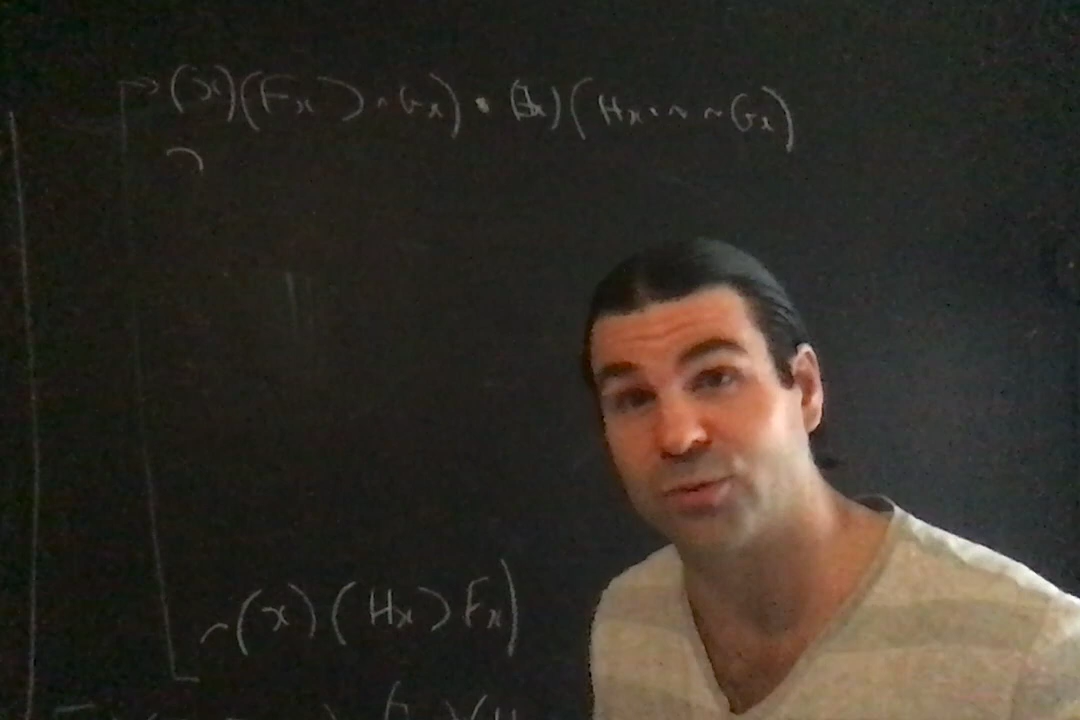 (x)(Fx ⊃ ~Gx) • (∃x)(Hx • ~ ~Gx)
⊃
~(x)(Hx ⊃ Fx)